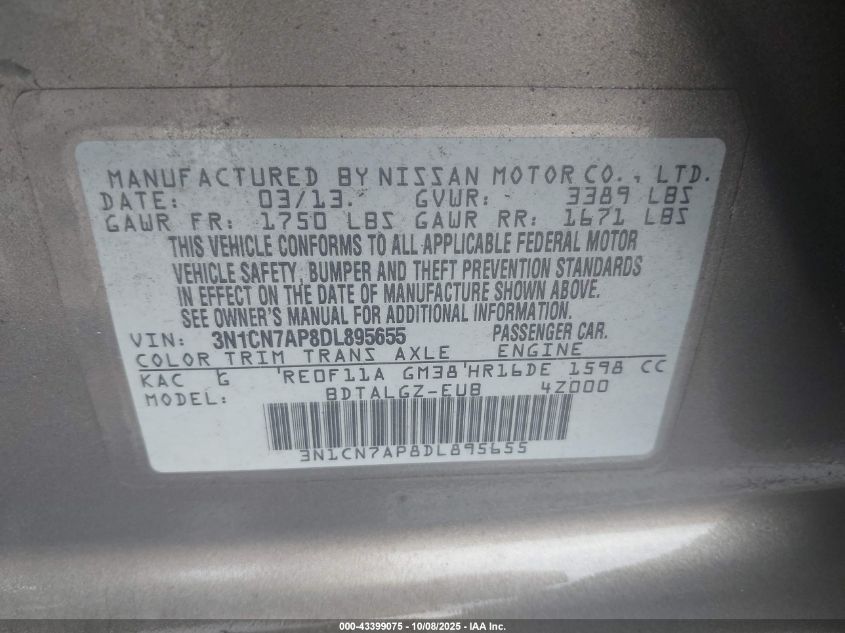 MANUFACTURED BY NISSAN MOTOR CO., LTD.
DATE: 03/13. GVWR: 3389 LBS
GAWR FR: 1750 LBS GAWR RR: 1671 LBS
THIS VEHICLE CONFORMS TO ALL APPLICABLE FEDERAL MOTOR
VEHICLE SAFETY, BUMPER AND THEFT PREVENTION STANDARDS
IN EFFECT ON THE DATE OF MANUFACTURE SHOWN ABOVE.
SEE OWNER'S MANUAL FOR ADDITIONAL INFORMATION.
VIN: 3N1CN7AP8DL895655 PASSENGER CAR.
COLOR TRIM TRANS AXLE ENGINE
KAC G RE0F11A GM38 HR16DE 1598 CC
MODEL: BDTALGZ-EUB 4Z000
3N1CN7AP8DL895655
000-43399075 - 10/08/2025 - IAA Inc.